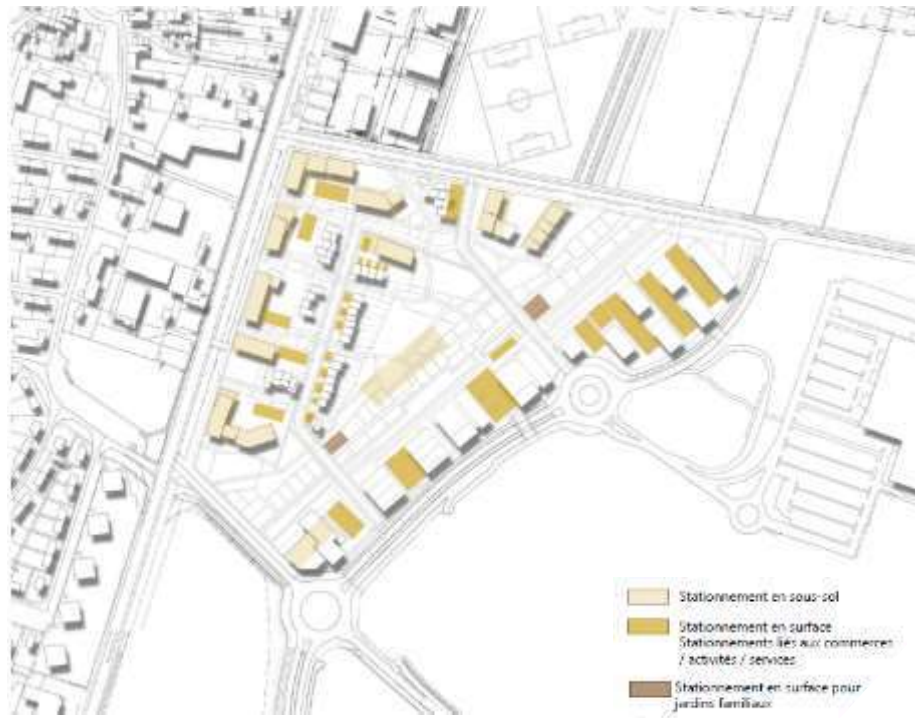 Stationnement en sous-sol
Stationnement en surface
Stationnements liés aux commerces
/ activités / services
Stationnement en surface pour
jardins familiaux